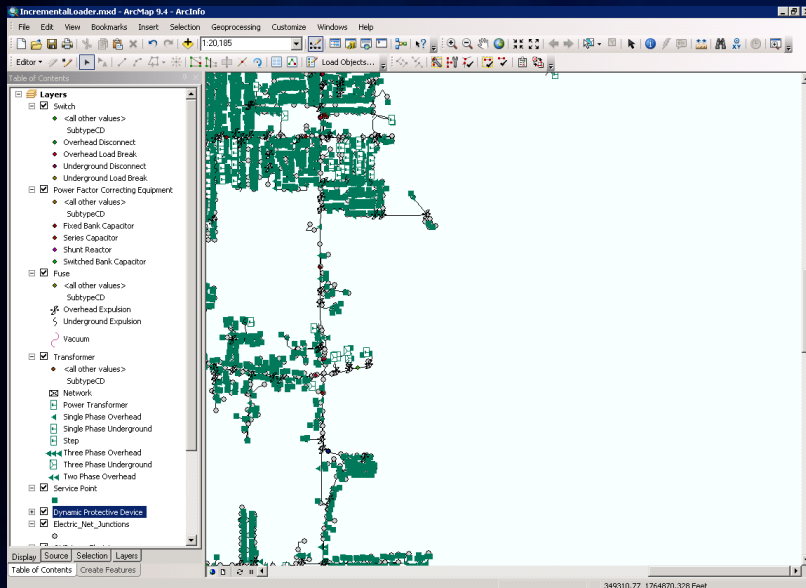 IncrementalLoader.mxd - ArcMap 9.4 - ArcInfo
File Edit View Bookmarks Insert Selection Geoprocessing Customize Windows Help
1:20,185
Editor Load Objects...
Table of Contents
Layers
Switch
<all other values>
SubtypeCD
Overhead Disconnect
Overhead Load Break
Underground Disconnect
Underground Load Break
Power Factor Correcting Equipment
<all other values>
SubtypeCD
Fixed Bank Capacitor
Series Capacitor
Shunt Reactor
Switched Bank Capacitor
Fuse
<all other values>
SubtypeCD
Overhead Expulsion
Underground Expulsion
Vacuum
Transformer
<all other values>
SubtypeCD
Network
Power Transformer
Single Phase Overhead
Single Phase Underground
Step
Three Phase Overhead
Three Phase Underground
Two Phase Overhead
Service Point
Dynamic Protective Device
Electric_Net_Junctions
Display Source Selection Layers
Table of Contents Create Features
349310.77 1764870.328 Feet